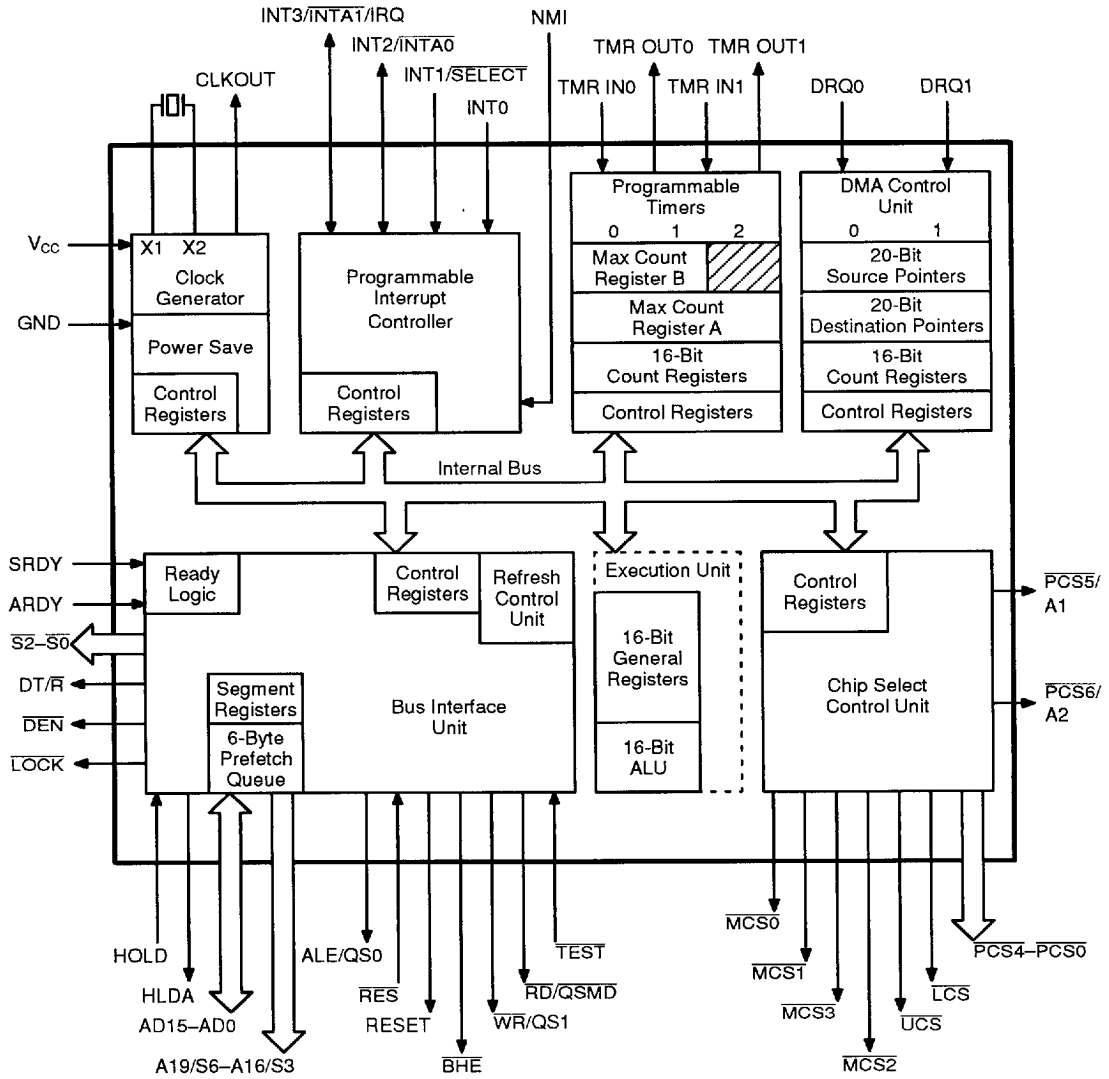 INT3/INTA1/IRQ
NMI
INT2/INTA0
TMR OUT0
TMR OUT1
CLKOUT
INT1/SELECT
TMR IN0
TMR IN1
DRQ0
DRQ1
INT0
Programmable
Timers
0 1 2
DMA Control
Unit
0 1
VCC
X1 X2
Clock
Generator
Programmable
Interrupt
Controller
Max Count
Register B
20-Bit
Source Pointers
GND
Power Save
Max Count
Register A
20-Bit
Destination Pointers
16-Bit
Count Registers
16-Bit
Count Registers
Control
Registers
Control
Registers
Control Registers
Control Registers
Internal Bus
SRDY
ARDY
S2–S0
DT/R
DEN
LOCK
Ready
Logic
Control
Registers
Refresh
Control
Unit
Segment
Registers
6-Byte
Prefetch
Queue
Bus Interface
Unit
Execution Unit
16-Bit
General
Registers
16-Bit
ALU
Control
Registers
Chip Select
Control Unit
PCS5/
A1
PCS6/
A2
HOLD
HLDA
AD15–AD0
A19/S6–A16/S3
ALE/QS0
RES
RESET
BHE
WR/QS1
RD/QSMD
TEST
MCS0
MCS1
MCS3
MCS2
UCS
LCS
PCS4–PCS0